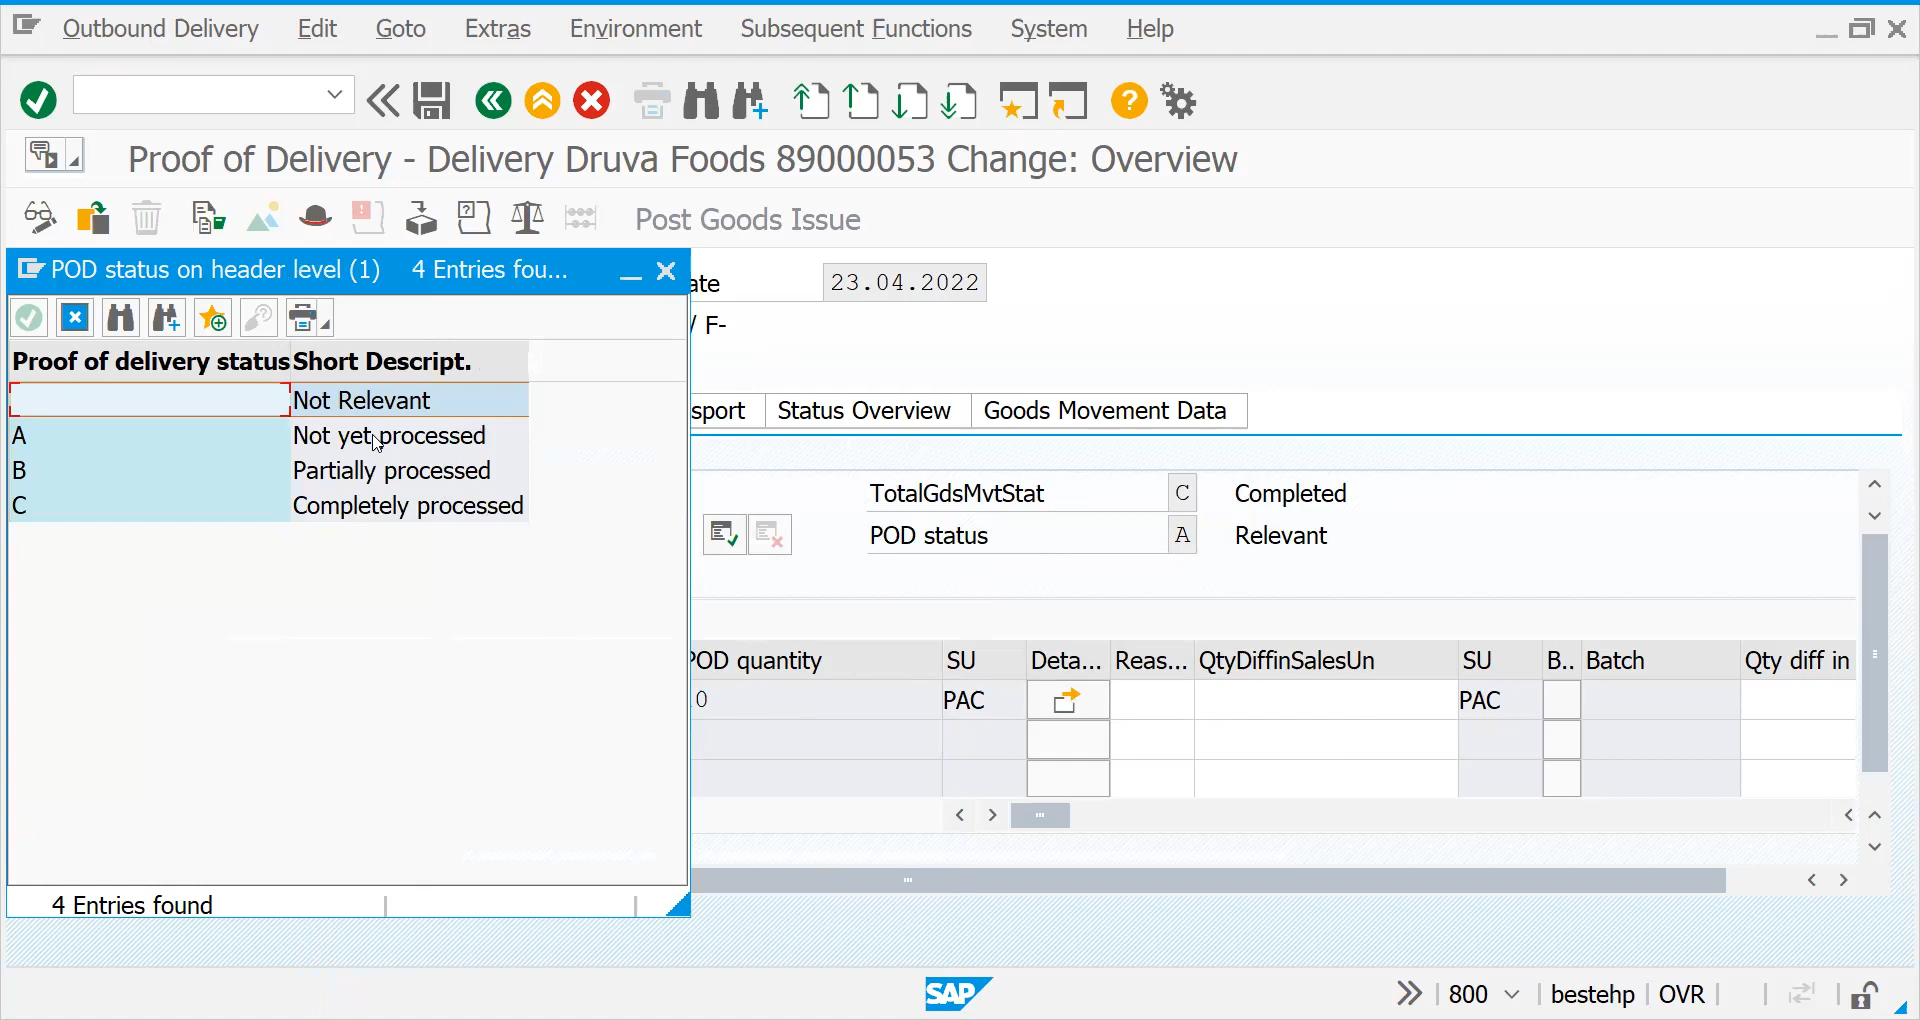 Outbound Delivery Edit Goto Extras Environment Subsequent Functions System Help
Proof of Delivery - Delivery Druva Foods 89000053 Change: Overview
Post Goods Issue
POD status on header level (1) 4 Entries fou...
ate 23.04.2022
/ F-
Proof of delivery status Short Descript.
Not Relevant
A Not yet processed
B Partially processed
C Completely processed
sport Status Overview Goods Movement Data
TotalGdsMvtStat C Completed
POD status A Relevant
POD quantity SU Deta... Reas... QtyDiffinSalesUn SU B.. Batch Qty diff in
0 PAC PAC
4 Entries found
SAP 800 bestehp OVR